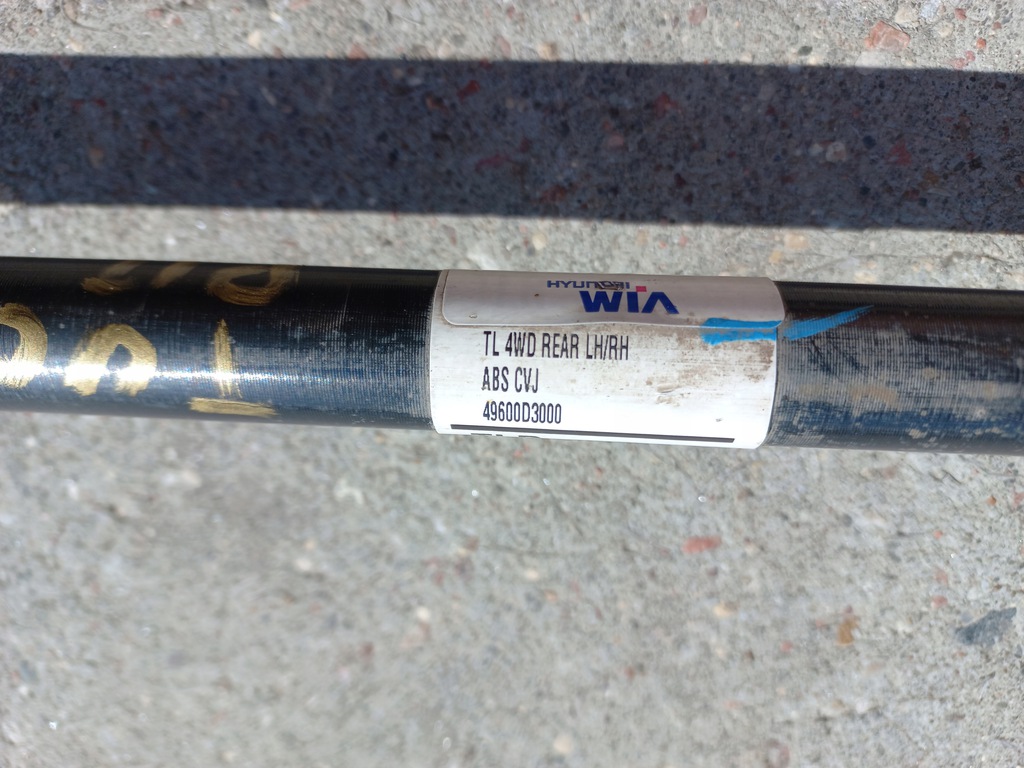 HYUNDAI
WIA
TL 4WD REAR LH/RH
ABS CVJ
49600D3000